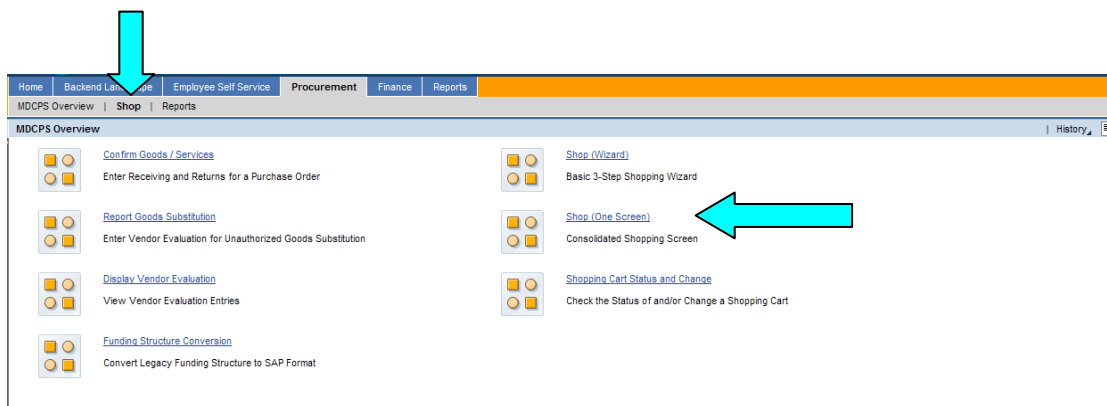 Home Backend Landscape Employee Self Service Procurement Finance Reports
MDCPS Overview | Shop | Reports
MDCPS Overview | History
Confirm Goods / Services
Enter Receiving and Returns for a Purchase Order
Shop (Wizard)
Basic 3-Step Shopping Wizard
Report Goods Substitution
Enter Vendor Evaluation for Unauthorized Goods Substitution
Shop (One Screen)
Consolidated Shopping Screen
Display Vendor Evaluation
View Vendor Evaluation Entries
Shopping Cart Status and Change
Check the Status of and/or Change a Shopping Cart
Funding Structure Conversion
Convert Legacy Funding Structure to SAP Format